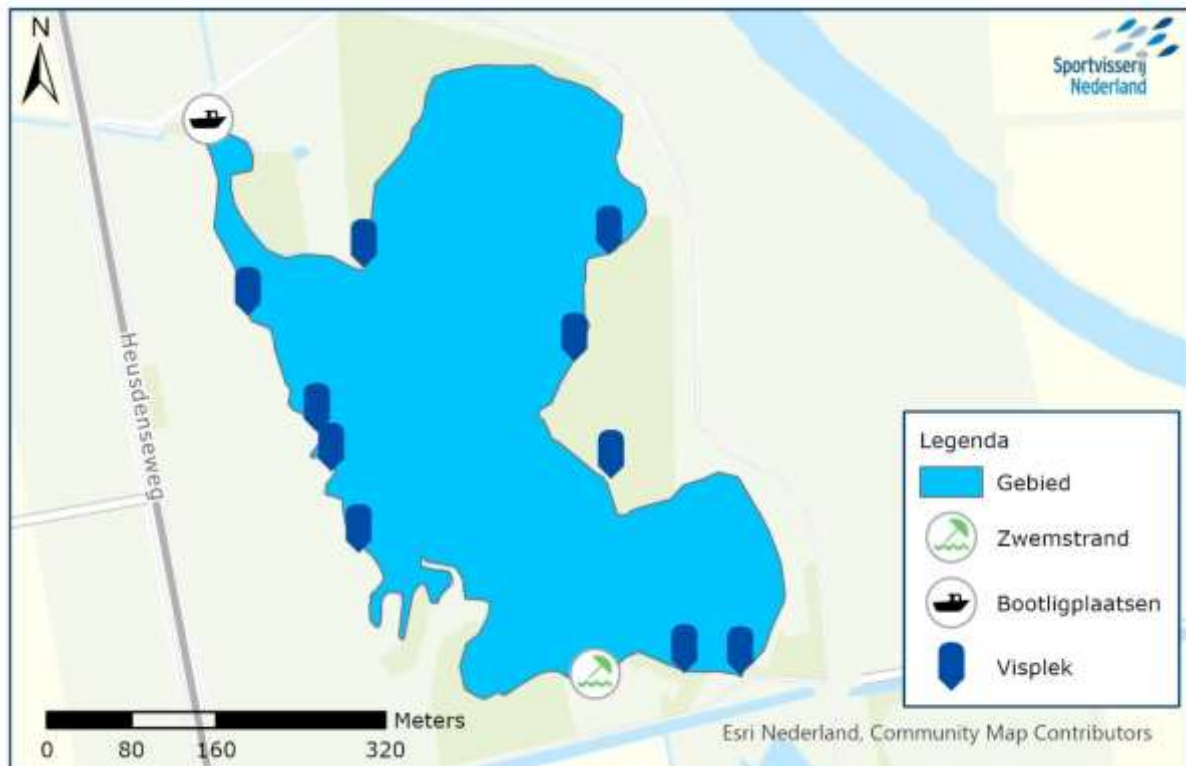 N
Sportvisserij
Nederland
Heusdenseweg
Legenda
Gebied
Zwemstrand
Bootligplaatsen
Visplek
Meters
0 80 160 320
Esri Nederland, Community Map Contributors